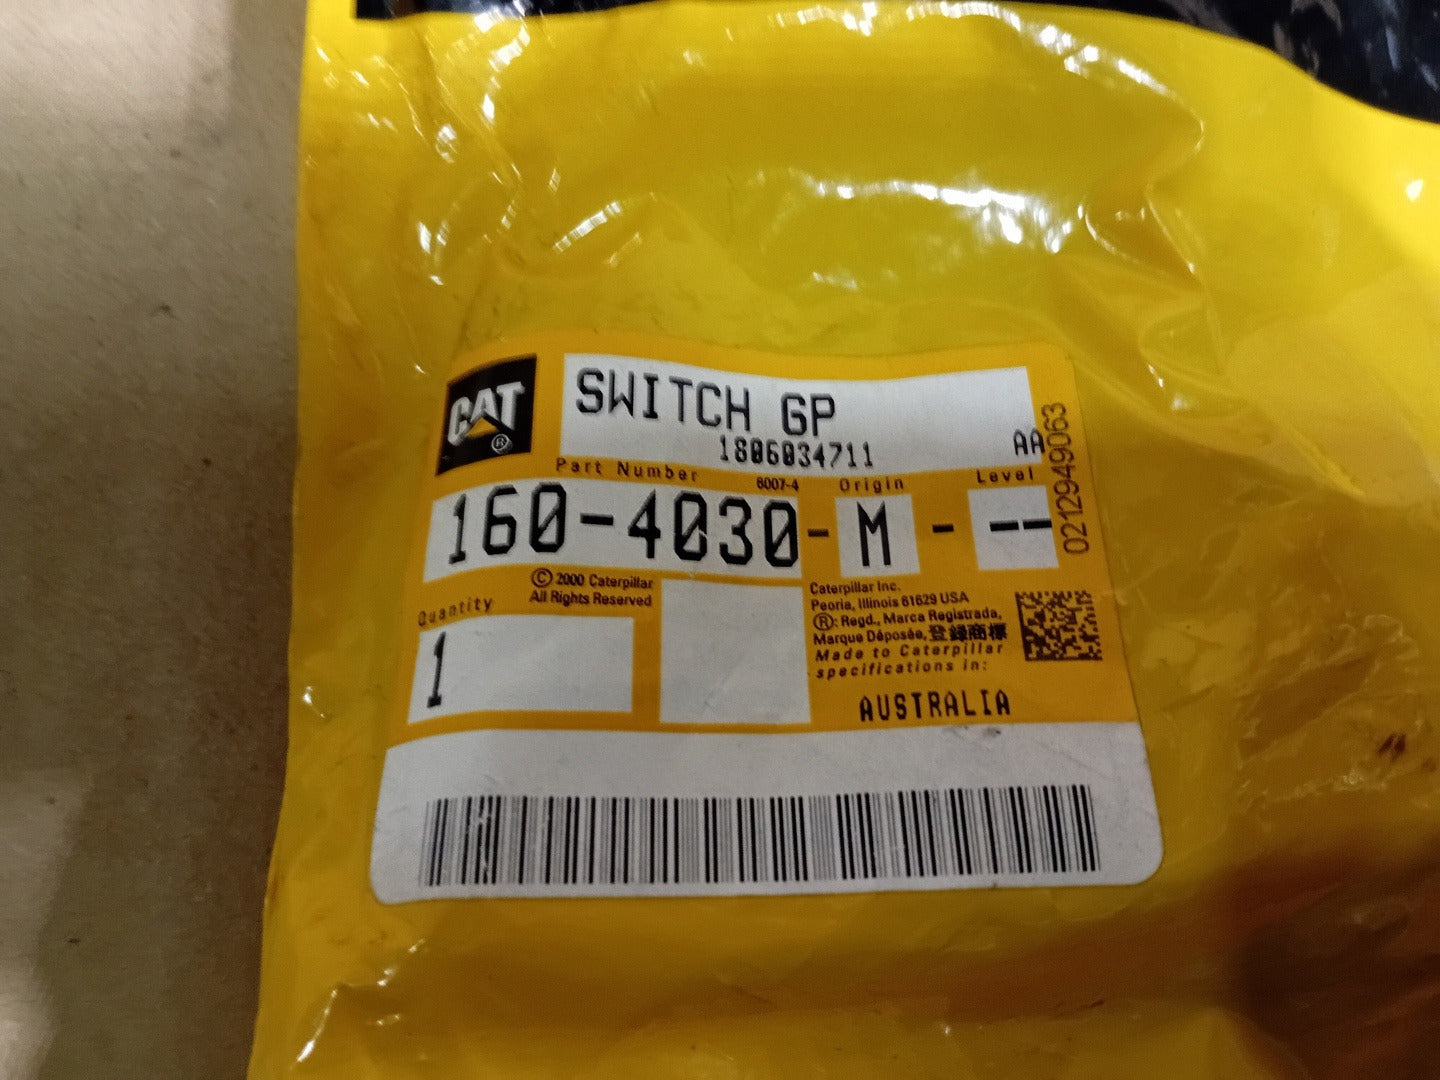 CAT
®
SWITCH GP
1806034711
AA
Part Number
6007-4
Origin
Level
160-4030- M - --
0212949063
© 2000 Caterpillar
All Rights Reserved
Quantity
1
Caterpillar Inc.
Peoria, Illinois 61629 USA
®: Regd., Marca Registrada,
Marque Déposée, 登録商標
Made to Caterpillar
specifications in:
AUSTRALIA